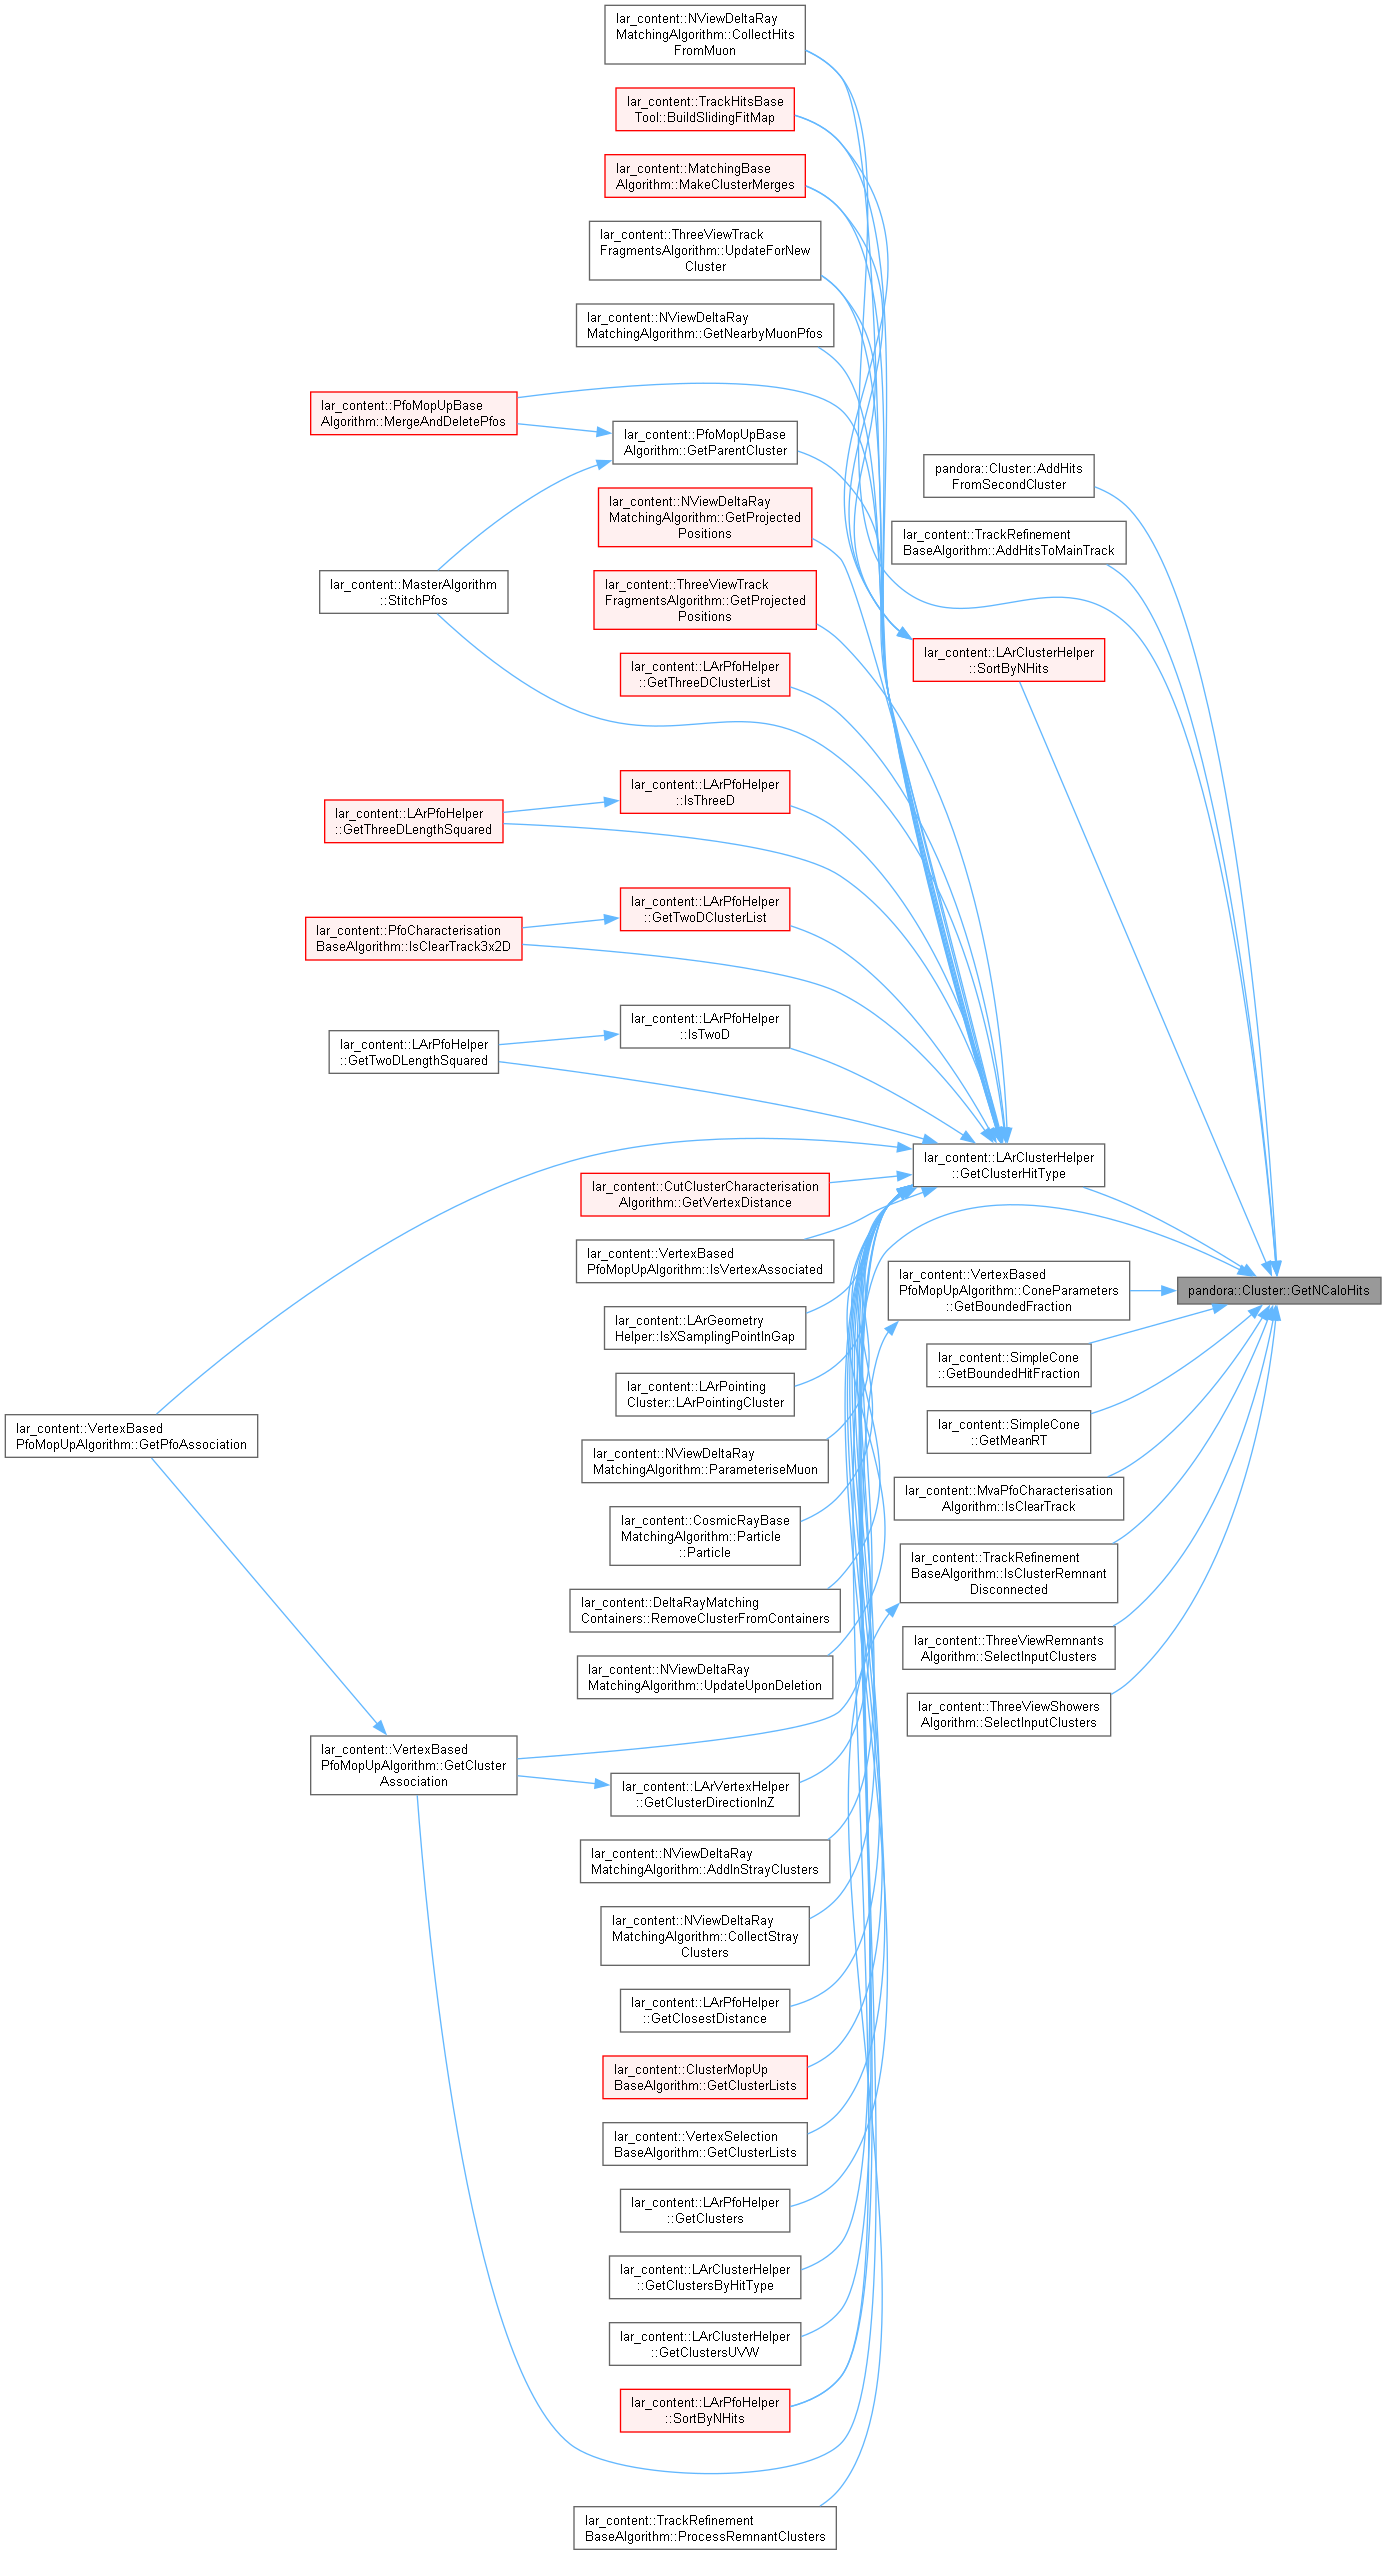 lar_content::NViewDeltaRay
MatchingAlgorithm::CollectHits
FromMuon
lar_content::TrackHitsBase
Tool::BuildSlidingFitMap
lar_content::MatchingBase
Algorithm::MakeClusterMerges
lar_content::ThreeViewTrack
FragmentsAlgorithm::UpdateForNew
Cluster
lar_content::NViewDeltaRay
MatchingAlgorithm::GetNearbyMuonPfos
lar_content::PfoMopUpBase
Algorithm::MergeAndDeletePfos
lar_content::PfoMopUpBase
Algorithm::GetParentCluster
pandora::Cluster::AddHits
FromSecondCluster
lar_content::NViewDeltaRay
MatchingAlgorithm::GetProjected
Positions
lar_content::TrackRefinement
BaseAlgorithm::AddHitsToMainTrack
lar_content::MasterAlgorithm
::StitchPfos
lar_content::ThreeViewTrack
FragmentsAlgorithm::GetProjected
Positions
lar_content::LArClusterHelper
::SortByNHits
lar_content::LArPfoHelper
::GetThreeDClusterList
lar_content::LArPfoHelper
::IsThreeD
lar_content::LArPfoHelper
::GetThreeDLengthSquared
lar_content::LArPfoHelper
::GetTwoDClusterList
lar_content::PfoCharacterisation
BaseAlgorithm::IsClearTrack3x2D
lar_content::LArPfoHelper
::IsTwoD
lar_content::LArPfoHelper
::GetTwoDLengthSquared
lar_content::LArClusterHelper
::GetClusterHitType
lar_content::CutClusterCharacterisation
Algorithm::GetVertexDistance
lar_content::VertexBased
PfoMopUpAlgorithm::IsVertexAssociated
lar_content::VertexBased
PfoMopUpAlgorithm::ConeParameters
::GetBoundedFraction
pandora::Cluster::GetNCaloHits
lar_content::LArGeometry
Helper::IsXSamplingPointInGap
lar_content::SimpleCone
::GetBoundedHitFraction
lar_content::LArPointing
Cluster::LArPointingCluster
lar_content::SimpleCone
::GetMeanRT
lar_content::VertexBased
PfoMopUpAlgorithm::GetPfoAssociation
lar_content::NViewDeltaRay
MatchingAlgorithm::ParameteriseMuon
lar_content::MvaPfoCharacterisation
Algorithm::IsClearTrack
lar_content::CosmicRayBase
MatchingAlgorithm::Particle
::Particle
lar_content::TrackRefinement
BaseAlgorithm::IsClusterRemnant
Disconnected
lar_content::DeltaRayMatching
Containers::RemoveClusterFromContainers
lar_content::ThreeViewRemnants
Algorithm::SelectInputClusters
lar_content::NViewDeltaRay
MatchingAlgorithm::UpdateUponDeletion
lar_content::ThreeViewShowers
Algorithm::SelectInputClusters
lar_content::VertexBased
PfoMopUpAlgorithm::GetCluster
Association
lar_content::LArVertexHelper
::GetClusterDirectionInZ
lar_content::NViewDeltaRay
MatchingAlgorithm::AddInStrayClusters
lar_content::NViewDeltaRay
MatchingAlgorithm::CollectStray
Clusters
lar_content::LArPfoHelper
::GetClosestDistance
lar_content::ClusterMopUp
BaseAlgorithm::GetClusterLists
lar_content::VertexSelection
BaseAlgorithm::GetClusterLists
lar_content::LArPfoHelper
::GetClusters
lar_content::LArClusterHelper
::GetClustersByHitType
lar_content::LArClusterHelper
::GetClustersUVW
lar_content::LArPfoHelper
::SortByNHits
lar_content::TrackRefinement
BaseAlgorithm::ProcessRemnantClusters